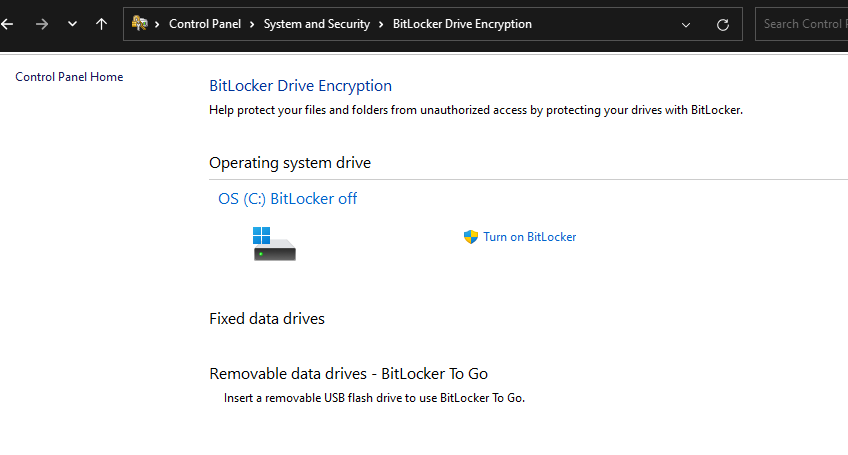 Control Panel > System and Security > BitLocker Drive Encryption
Search Control
Control Panel Home
BitLocker Drive Encryption
Help protect your files and folders from unauthorized access by protecting your drives with BitLocker.
Operating system drive
OS (C:) BitLocker off
Turn on BitLocker
Fixed data drives
Removable data drives - BitLocker To Go
Insert a removable USB flash drive to use BitLocker To Go.